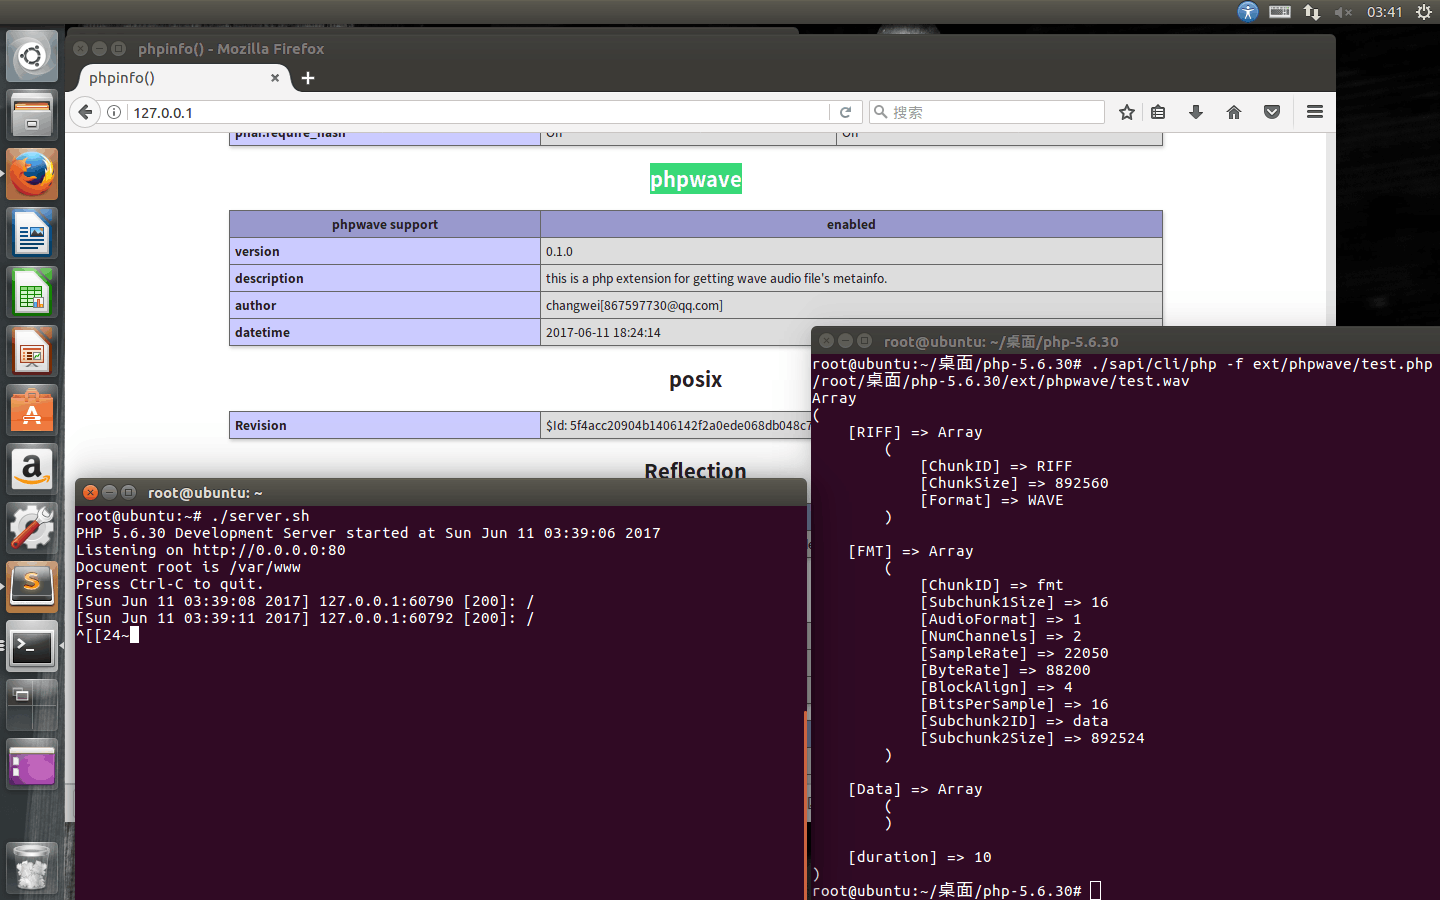 03:41
phpinfo() - Mozilla Firefox
phpinfo()
127.0.0.1
搜索
phar.require_hash On On
phpwave
phpwave support enabled
version 0.1.0
description this is a php extension for getting wave audio file's metainfo.
author changwei[867597730@qq.com]
datetime 2017-06-11 18:24:14
posix
Revision $Id: 5f4acc20904b1406142f2a0ede068db048c7
Reflection
root@ubuntu: ~
root@ubuntu:~# ./server.sh
PHP 5.6.30 Development Server started at Sun Jun 11 03:39:06 2017
Listening on http://0.0.0.0:80
Document root is /var/www
Press Ctrl-C to quit.
[Sun Jun 11 03:39:08 2017] 127.0.0.1:60790 [200]: /
[Sun Jun 11 03:39:11 2017] 127.0.0.1:60792 [200]: /
^[[24~
root@ubuntu: ~/桌面/php-5.6.30
root@ubuntu:~/桌面/php-5.6.30# ./sapi/cli/php -f ext/phpwave/test.php
/root/桌面/php-5.6.30/ext/phpwave/test.wav
Array
(
[RIFF] => Array
(
[ChunkID] => RIFF
[ChunkSize] => 892560
[Format] => WAVE
)
[FMT] => Array
(
[ChunkID] => fmt
[Subchunk1Size] => 16
[AudioFormat] => 1
[NumChannels] => 2
[SampleRate] => 22050
[ByteRate] => 88200
[BlockAlign] => 4
[BitsPerSample] => 16
[Subchunk2ID] => data
[Subchunk2Size] => 892524
)
[Data] => Array
(
)
[duration] => 10
)
root@ubuntu:~/桌面/php-5.6.30#